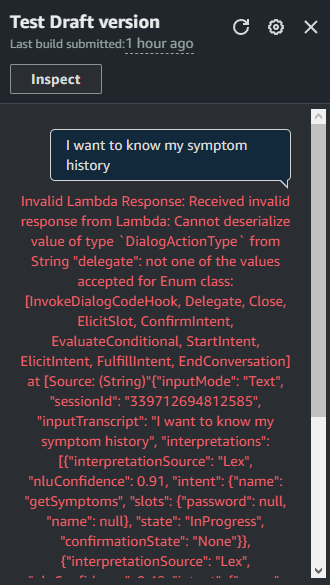 Test Draft version
Last build submitted:1 hour ago
Inspect
I want to know my symptom
history
Invalid Lambda Response: Received invalid
response from Lambda: Cannot deserialize
value of type `DialogActionType` from
String "delegate": not one of the values
accepted for Enum class:
[InvokeDialogCodeHook, Delegate, Close,
ElicitSlot, ConfirmIntent,
EvaluateConditional, StartIntent,
ElicitIntent, FulfillIntent, EndConversation]
at [Source: (String)"{"inputMode": "Text",
"sessionId": "339712694812585",
"inputTranscript": "I want to know my
symptom history", "interpretations":
[{"interpretationSource": "Lex",
"nluConfidence": 0.91, "intent": {"name":
"getSymptoms", "slots": {"password": null,
"name": null}, "state": "InProgress",
"confirmationState": "None"}},
{"interpretationSource": "Lex",